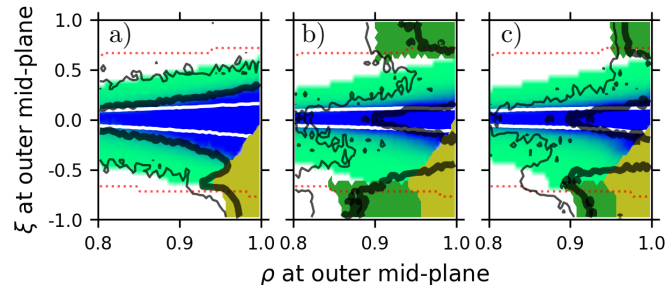 a) b) c)
1.0
0.5
0.0
-0.5
-1.0
ξ at outer mid-plane
0.8 0.9 1.0 0.8 0.9 1.0 0.8 0.9 1.0
ρ at outer mid-plane